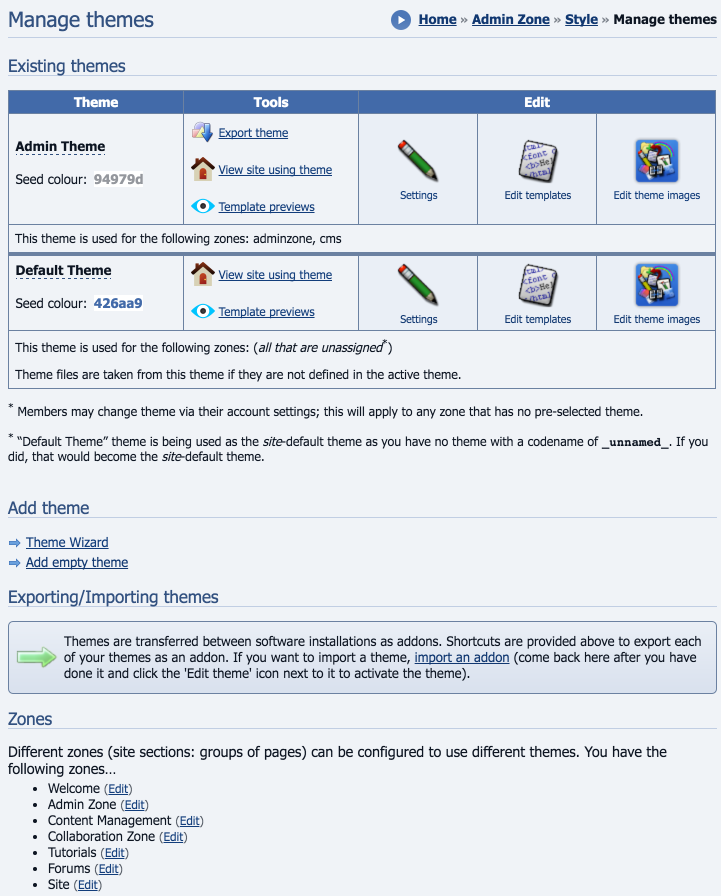 Manage themes
Home » Admin Zone » Style » Manage themes
Existing themes
Theme Tools Edit
Admin Theme
Seed colour: 94979d
Export theme
View site using theme
Template previews
Settings
Edit templates
Edit theme images
This theme is used for the following zones: adminzone, cms
Default Theme
Seed colour: 426aa9
View site using theme
Template previews
Settings
Edit templates
Edit theme images
This theme is used for the following zones: (all that are unassigned*)
Theme files are taken from this theme if they are not defined in the active theme.
* Members may change theme via their account settings; this will apply to any zone that has no pre-selected theme.
* “Default Theme” theme is being used as the site-default theme as you have no theme with a codename of _unnamed_. If you
did, that would become the site-default theme.
Add theme
Theme Wizard
Add empty theme
Exporting/Importing themes
Themes are transferred between software installations as addons. Shortcuts are provided above to export each
of your themes as an addon. If you want to import a theme, import an addon (come back here after you have
done it and click the 'Edit theme' icon next to it to activate the theme).
Zones
Different zones (site sections: groups of pages) can be configured to use different themes. You have the
following zones…
• Welcome (Edit)
• Admin Zone (Edit)
• Content Management (Edit)
• Collaboration Zone (Edit)
• Tutorials (Edit)
• Forums (Edit)
• Site (Edit)